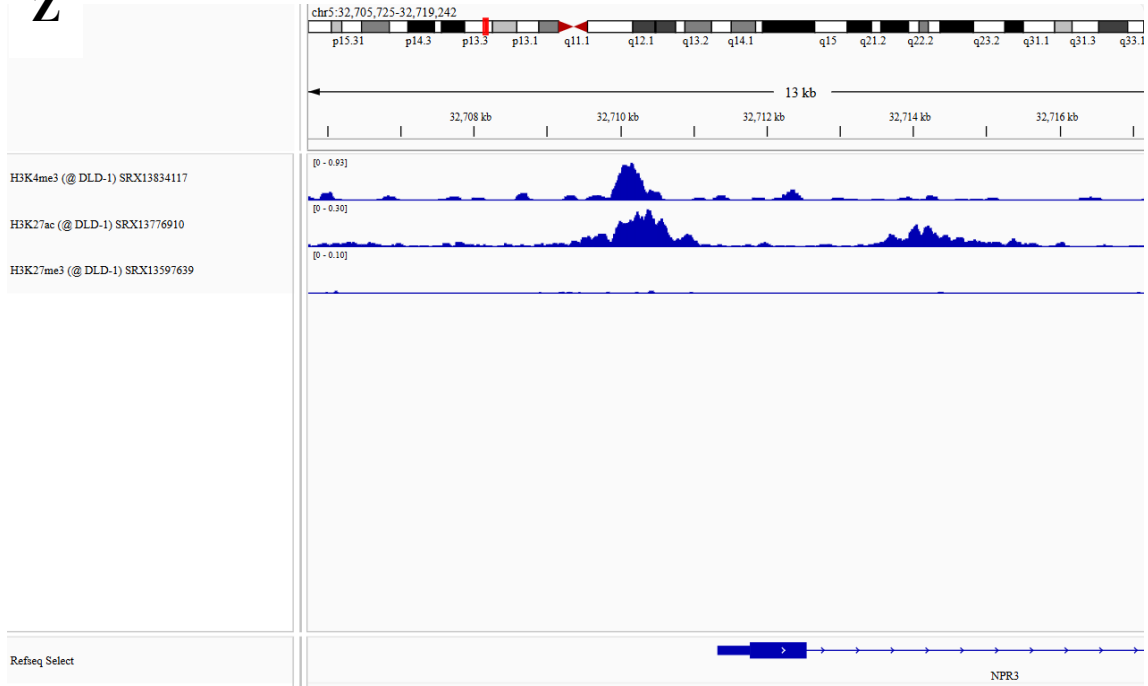 Z
chr5:32,705,725-32,719,242
p15.31 p14.3 p13.3 p13.1 q11.1 q12.1 q13.2 q14.1 q15 q21.2 q22.2 q23.2 q31.1 q31.3 q33.1
13 kb
32,708 kb 32,710 kb 32,712 kb 32,714 kb 32,716 kb
[0 - 0.93]
H3K4me3 (@ DLD-1) SRX13834117
[0 - 0.30]
H3K27ac (@ DLD-1) SRX13776910
[0 - 0.10]
H3K27me3 (@ DLD-1) SRX13597639
Refseq Select
NPR3